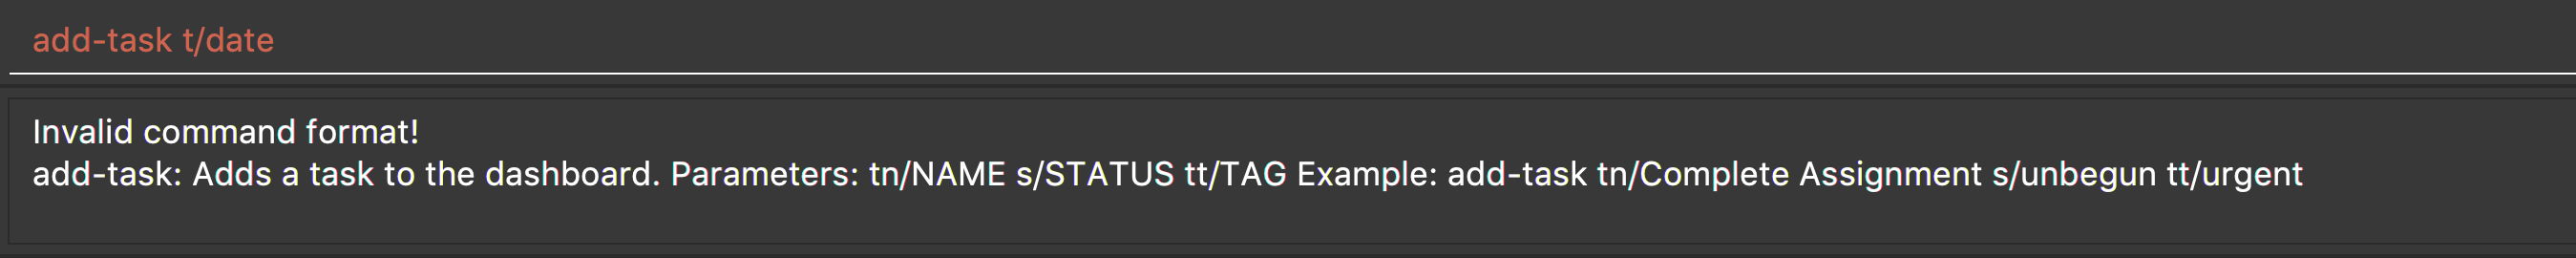 add-task t/date
Invalid command format!
add-task: Adds a task to the dashboard. Parameters: tn/NAME s/STATUS tt/TAG Example: add-task tn/Complete Assignment s/unbegun tt/urgent